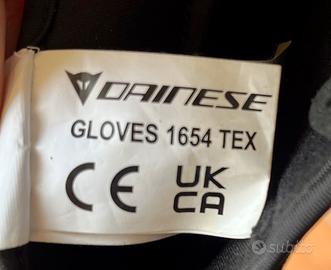 DAINESE
GLOVES 1654 TEX
CE UK
CA
subito